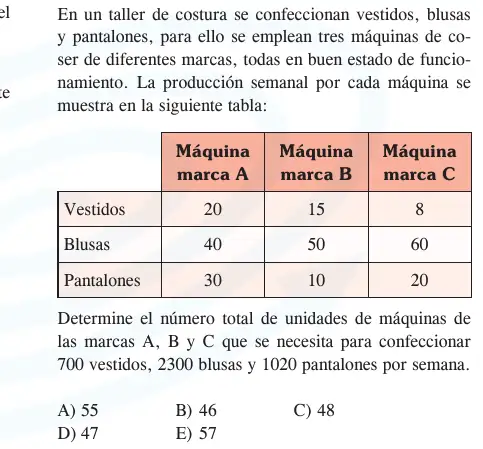 el
En un taller de costura se confeccionan vestidos, blusas
y pantalones, para ello se emplean tres máquinas de co-
ser de diferentes marcas, todas en buen estado de funcio-
namiento. La producción semanal por cada máquina se
te
muestra en la siguiente tabla:
Máquina marca A Máquina marca B Máquina marca C
Vestidos 20 15 8
Blusas 40 50 60
Pantalones 30 10 20
Determine el número total de unidades de máquinas de
las marcas A, B y C que se necesita para confeccionar
700 vestidos, 2300 blusas y 1020 pantalones por semana.
A) 55 B) 46 C) 48
D) 47 E) 57